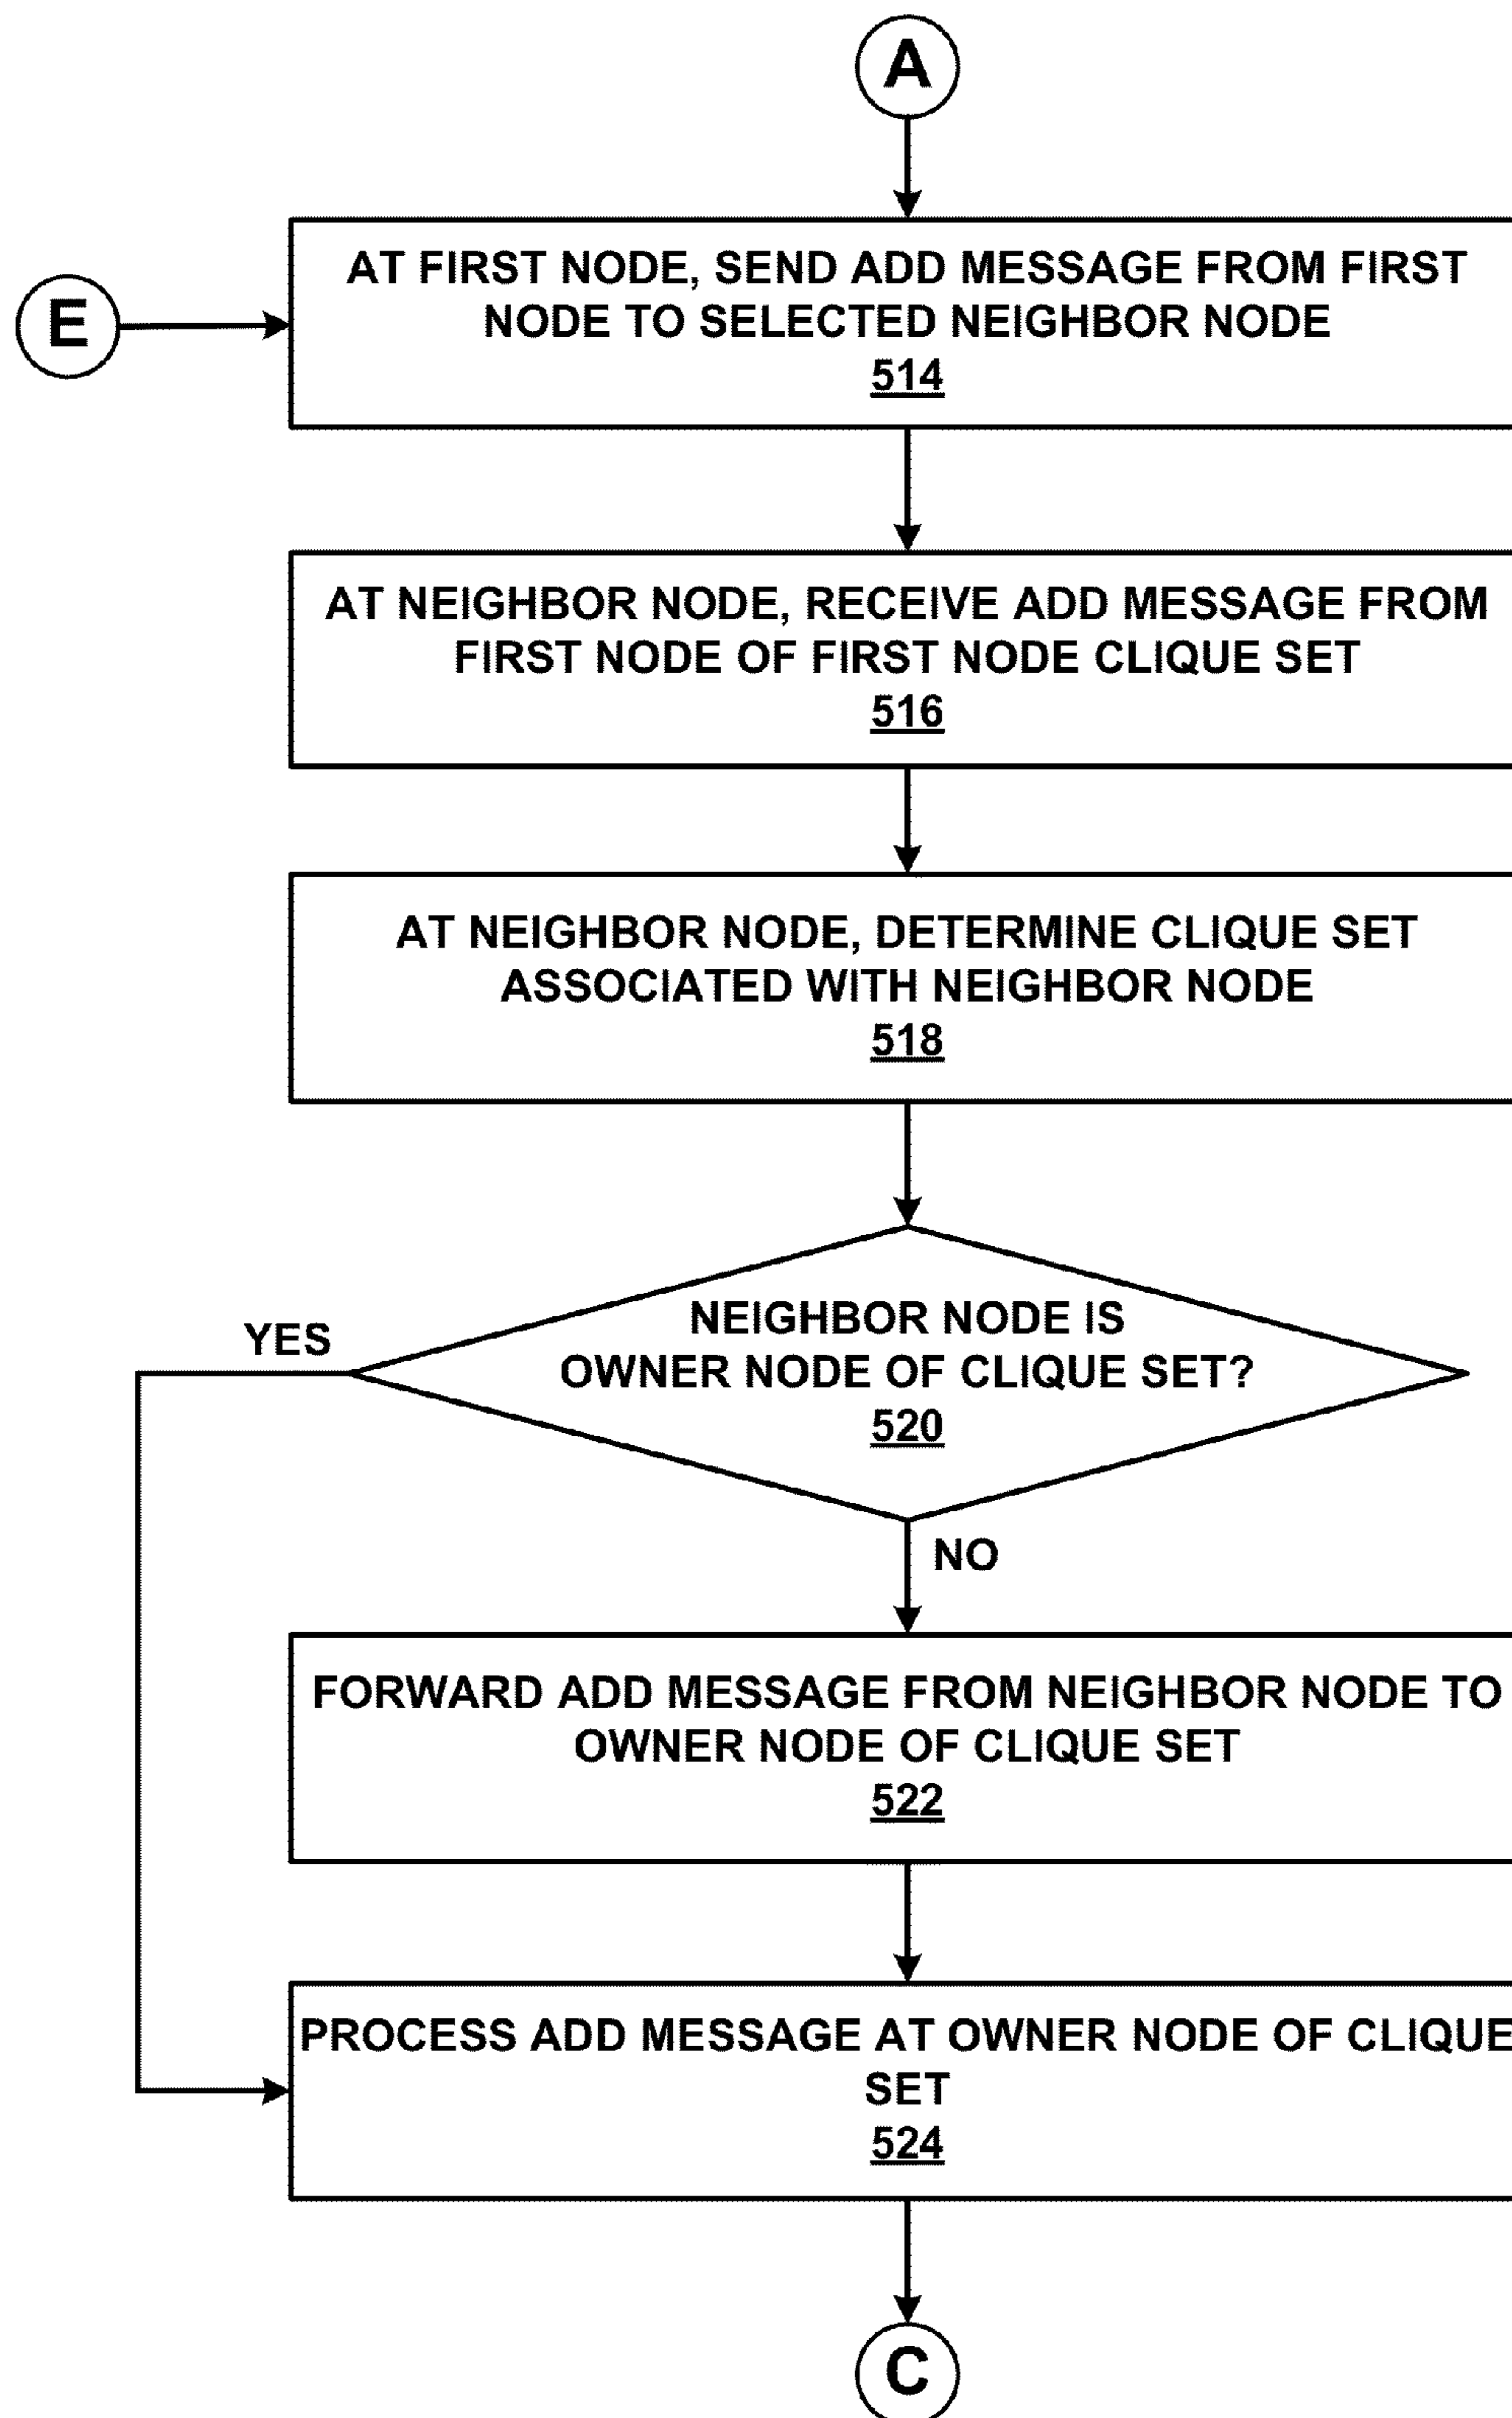 A
AT FIRST NODE, SEND ADD MESSAGE FROM FIRST
NODE TO SELECTED NEIGHBOR NODE
514
E
AT NEIGHBOR NODE, RECEIVE ADD MESSAGE FROM
FIRST NODE OF FIRST NODE CLIQUE SET
516
AT NEIGHBOR NODE, DETERMINE CLIQUE SET
ASSOCIATED WITH NEIGHBOR NODE
518
NEIGHBOR NODE IS
OWNER NODE OF CLIQUE SET?
520
YES
NO
FORWARD ADD MESSAGE FROM NEIGHBOR NODE TO
OWNER NODE OF CLIQUE SET
522
PROCESS ADD MESSAGE AT OWNER NODE OF CLIQUE
SET
524
C